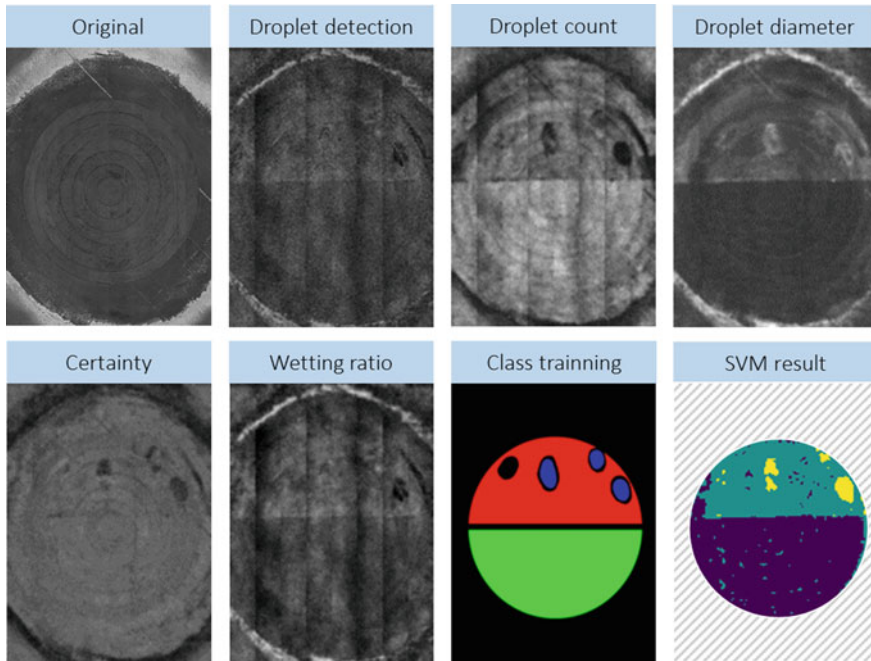 Original
Droplet detection
Droplet count
Droplet diameter
Certainty
Wetting ratio
Class trainning
SVM result